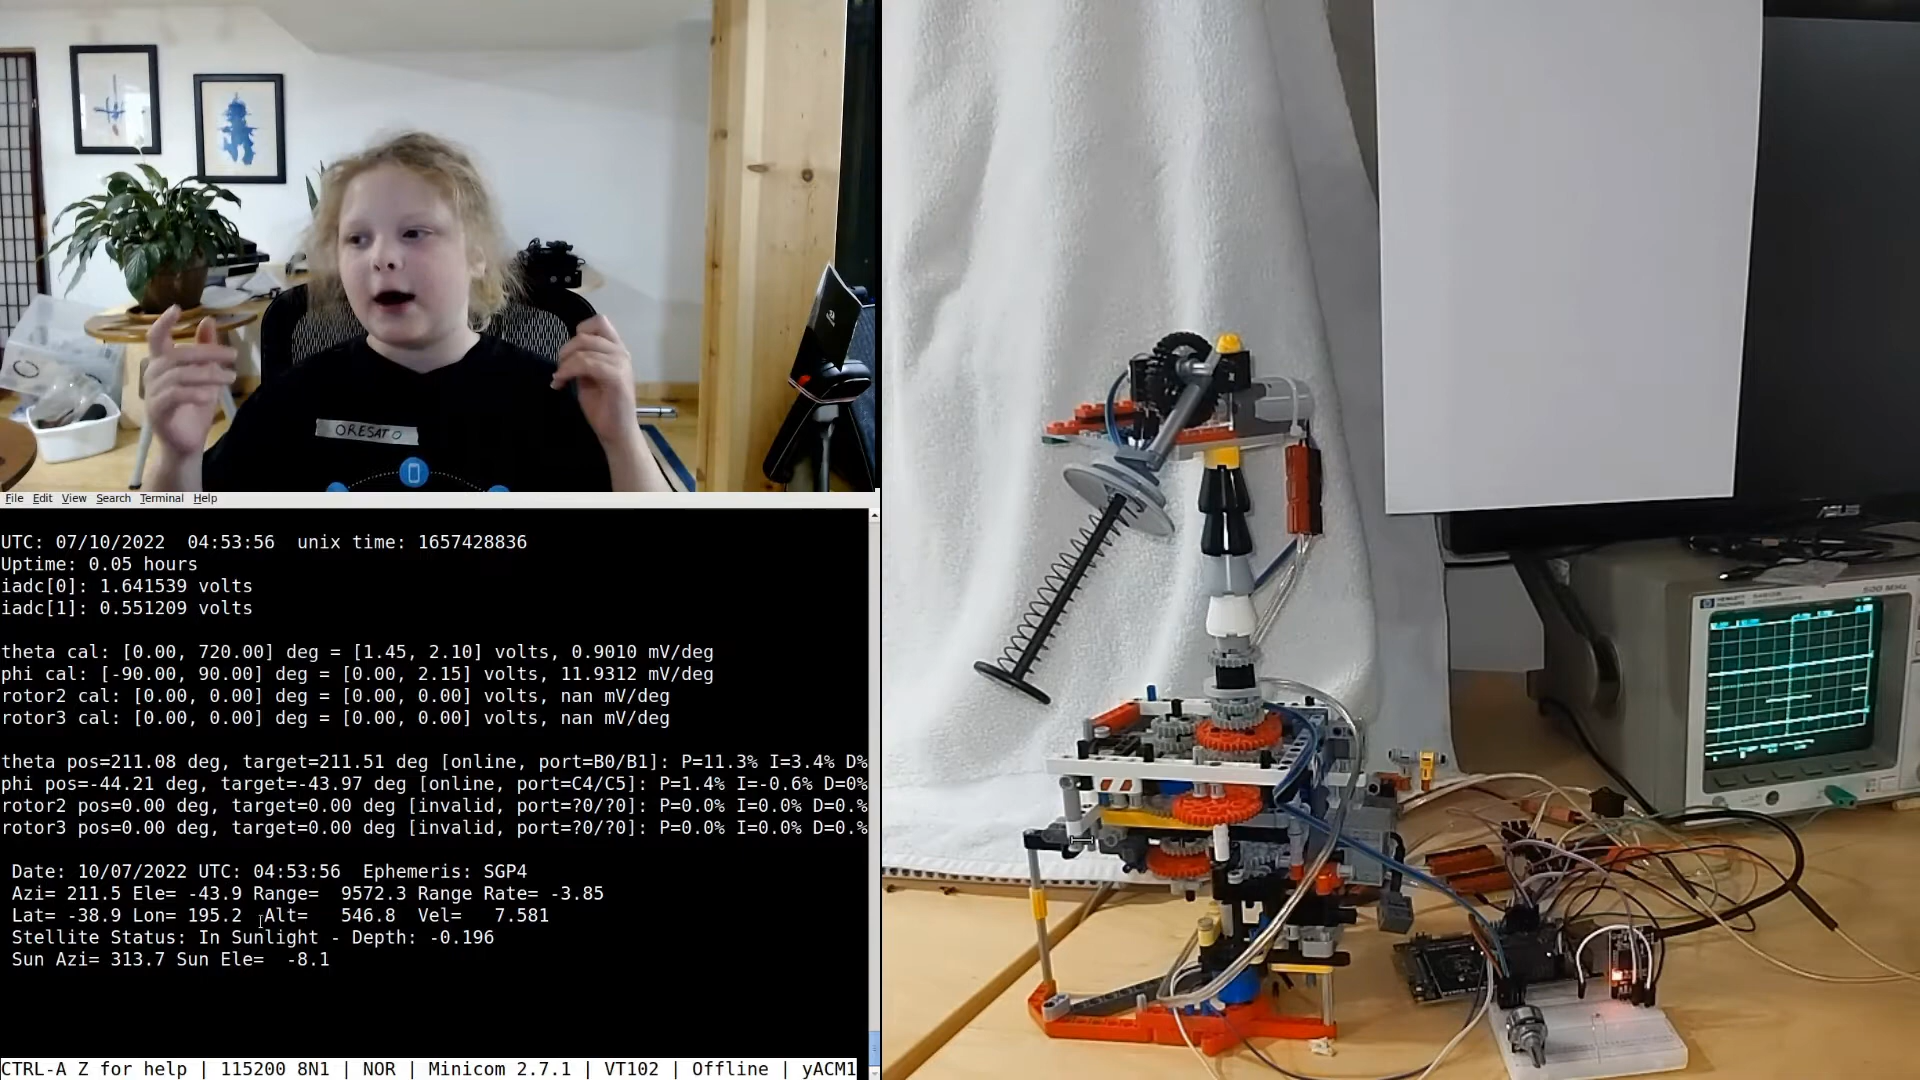 ORESAT0
File Edit View Search Terminal Help
UTC: 07/10/2022 04:53:56 unix time: 1657428836
Uptime: 0.05 hours
iadc[0]: 1.641539 volts
iadc[1]: 0.551209 volts
theta cal: [0.00, 720.00] deg = [1.45, 2.10] volts, 0.9010 mV/deg
phi cal: [-90.00, 90.00] deg = [0.00, 2.15] volts, 11.9312 mV/deg
rotor2 cal: [0.00, 0.00] deg = [0.00, 0.00] volts, nan mV/deg
rotor3 cal: [0.00, 0.00] deg = [0.00, 0.00] volts, nan mV/deg
theta pos=211.08 deg, target=211.51 deg [online, port=B0/B1]: P=11.3% I=3.4% D%
phi pos=-44.21 deg, target=-43.97 deg [online, port=C4/C5]: P=1.4% I=-0.6% D=0%
rotor2 pos=0.00 deg, target=0.00 deg [invalid, port=?0/?0]: P=0.0% I=0.0% D=0.%
rotor3 pos=0.00 deg, target=0.00 deg [invalid, port=?0/?0]: P=0.0% I=0.0% D=0.%
Date: 10/07/2022 UTC: 04:53:56 Ephemeris: SGP4
Azi= 211.5 Ele= -43.9 Range= 9572.3 Range Rate= -3.85
Lat= -38.9 Lon= 195.2 Alt= 546.8 Vel= 7.581
Stellite Status: In Sunlight - Depth: -0.196
Sun Azi= 313.7 Sun Ele= -8.1
CTRL-A Z for help | 115200 8N1 | NOR | Minicom 2.7.1 | VT102 | Offline | yACM1
ASUS
500 MHz